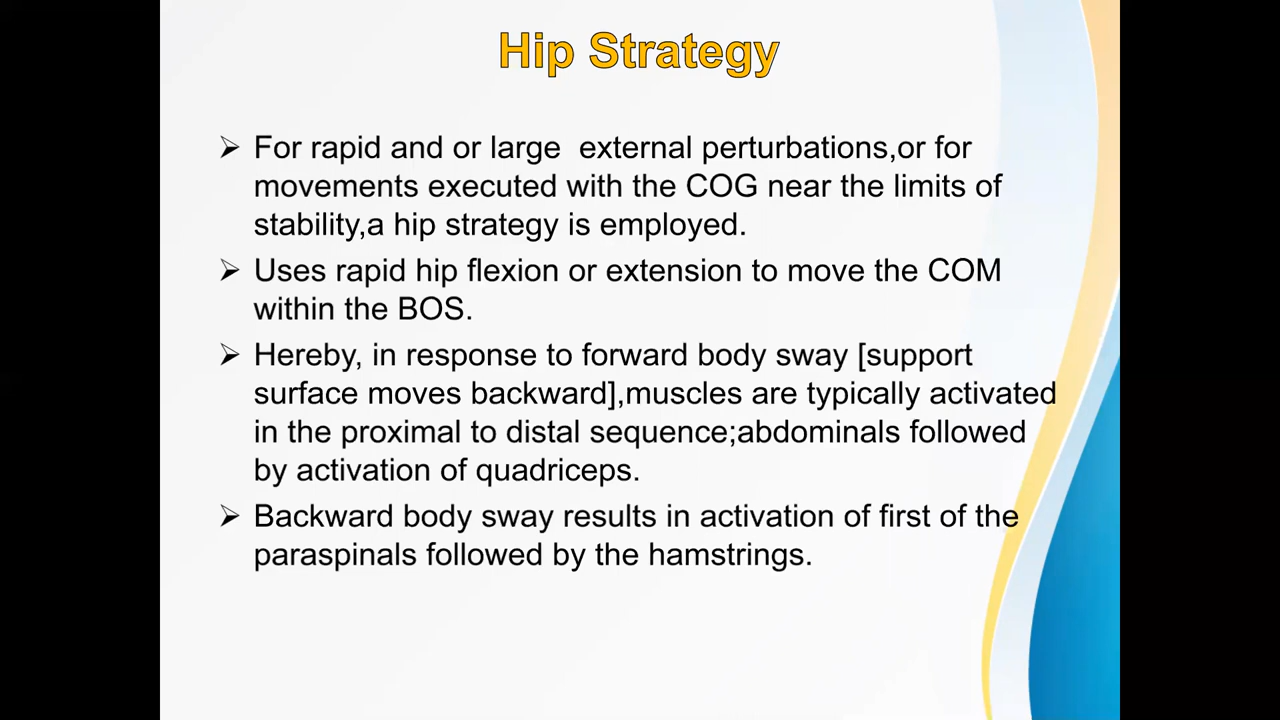 Hip Strategy
➢ For rapid and or large  external perturbations,or for
movements executed with the COG near the limits of
stability,a hip strategy is employed.
➢ Uses rapid hip flexion or extension to move the COM
within the BOS.
➢ Hereby, in response to forward body sway [support
surface moves backward],muscles are typically activated
in the proximal to distal sequence;abdominals followed
by activation of quadriceps.
➢ Backward body sway results in activation of first of the
paraspinals followed by the hamstrings.